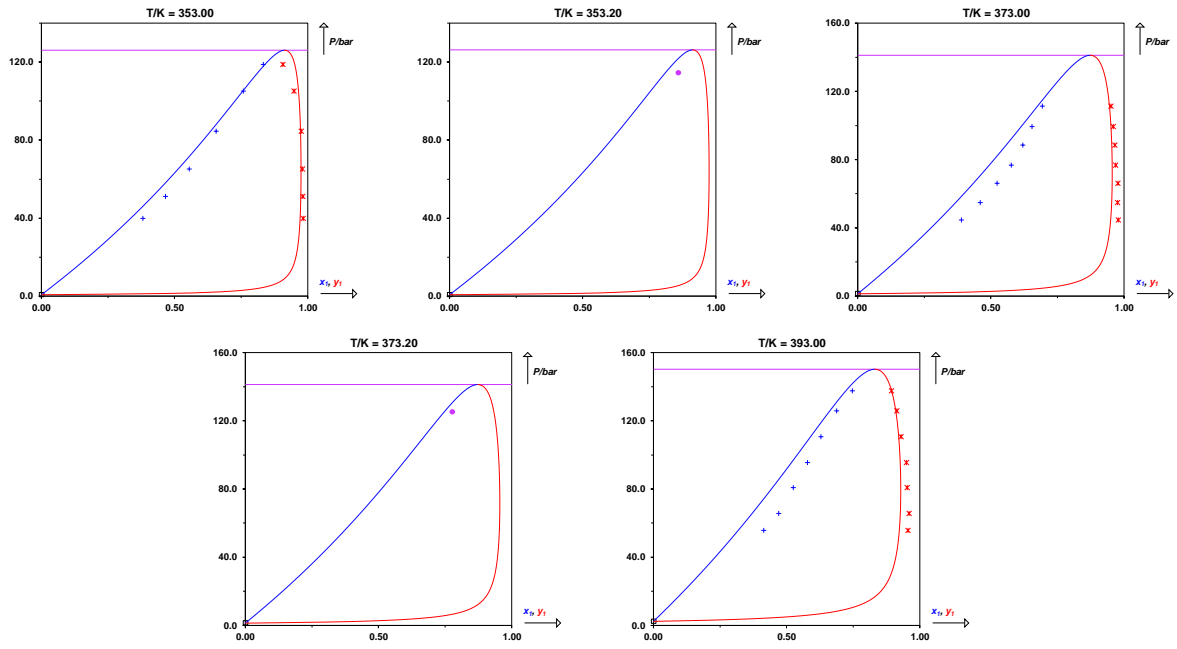 T/K = 353.00
P/bar
120.0
80.0
40.0
0.0
0.00
0.50
1.00
x₁, y₁
T/K = 353.20
P/bar
120.0
80.0
40.0
0.0
0.00
0.50
1.00
x₁, y₁
T/K = 373.00
P/bar
160.0
120.0
80.0
40.0
0.0
0.00
0.50
1.00
x₁, y₁
T/K = 373.20
P/bar
160.0
120.0
80.0
40.0
0.0
0.00
0.50
1.00
x₁, y₁
T/K = 393.00
P/bar
160.0
120.0
80.0
40.0
0.0
0.00
0.50
1.00
x₁, y₁